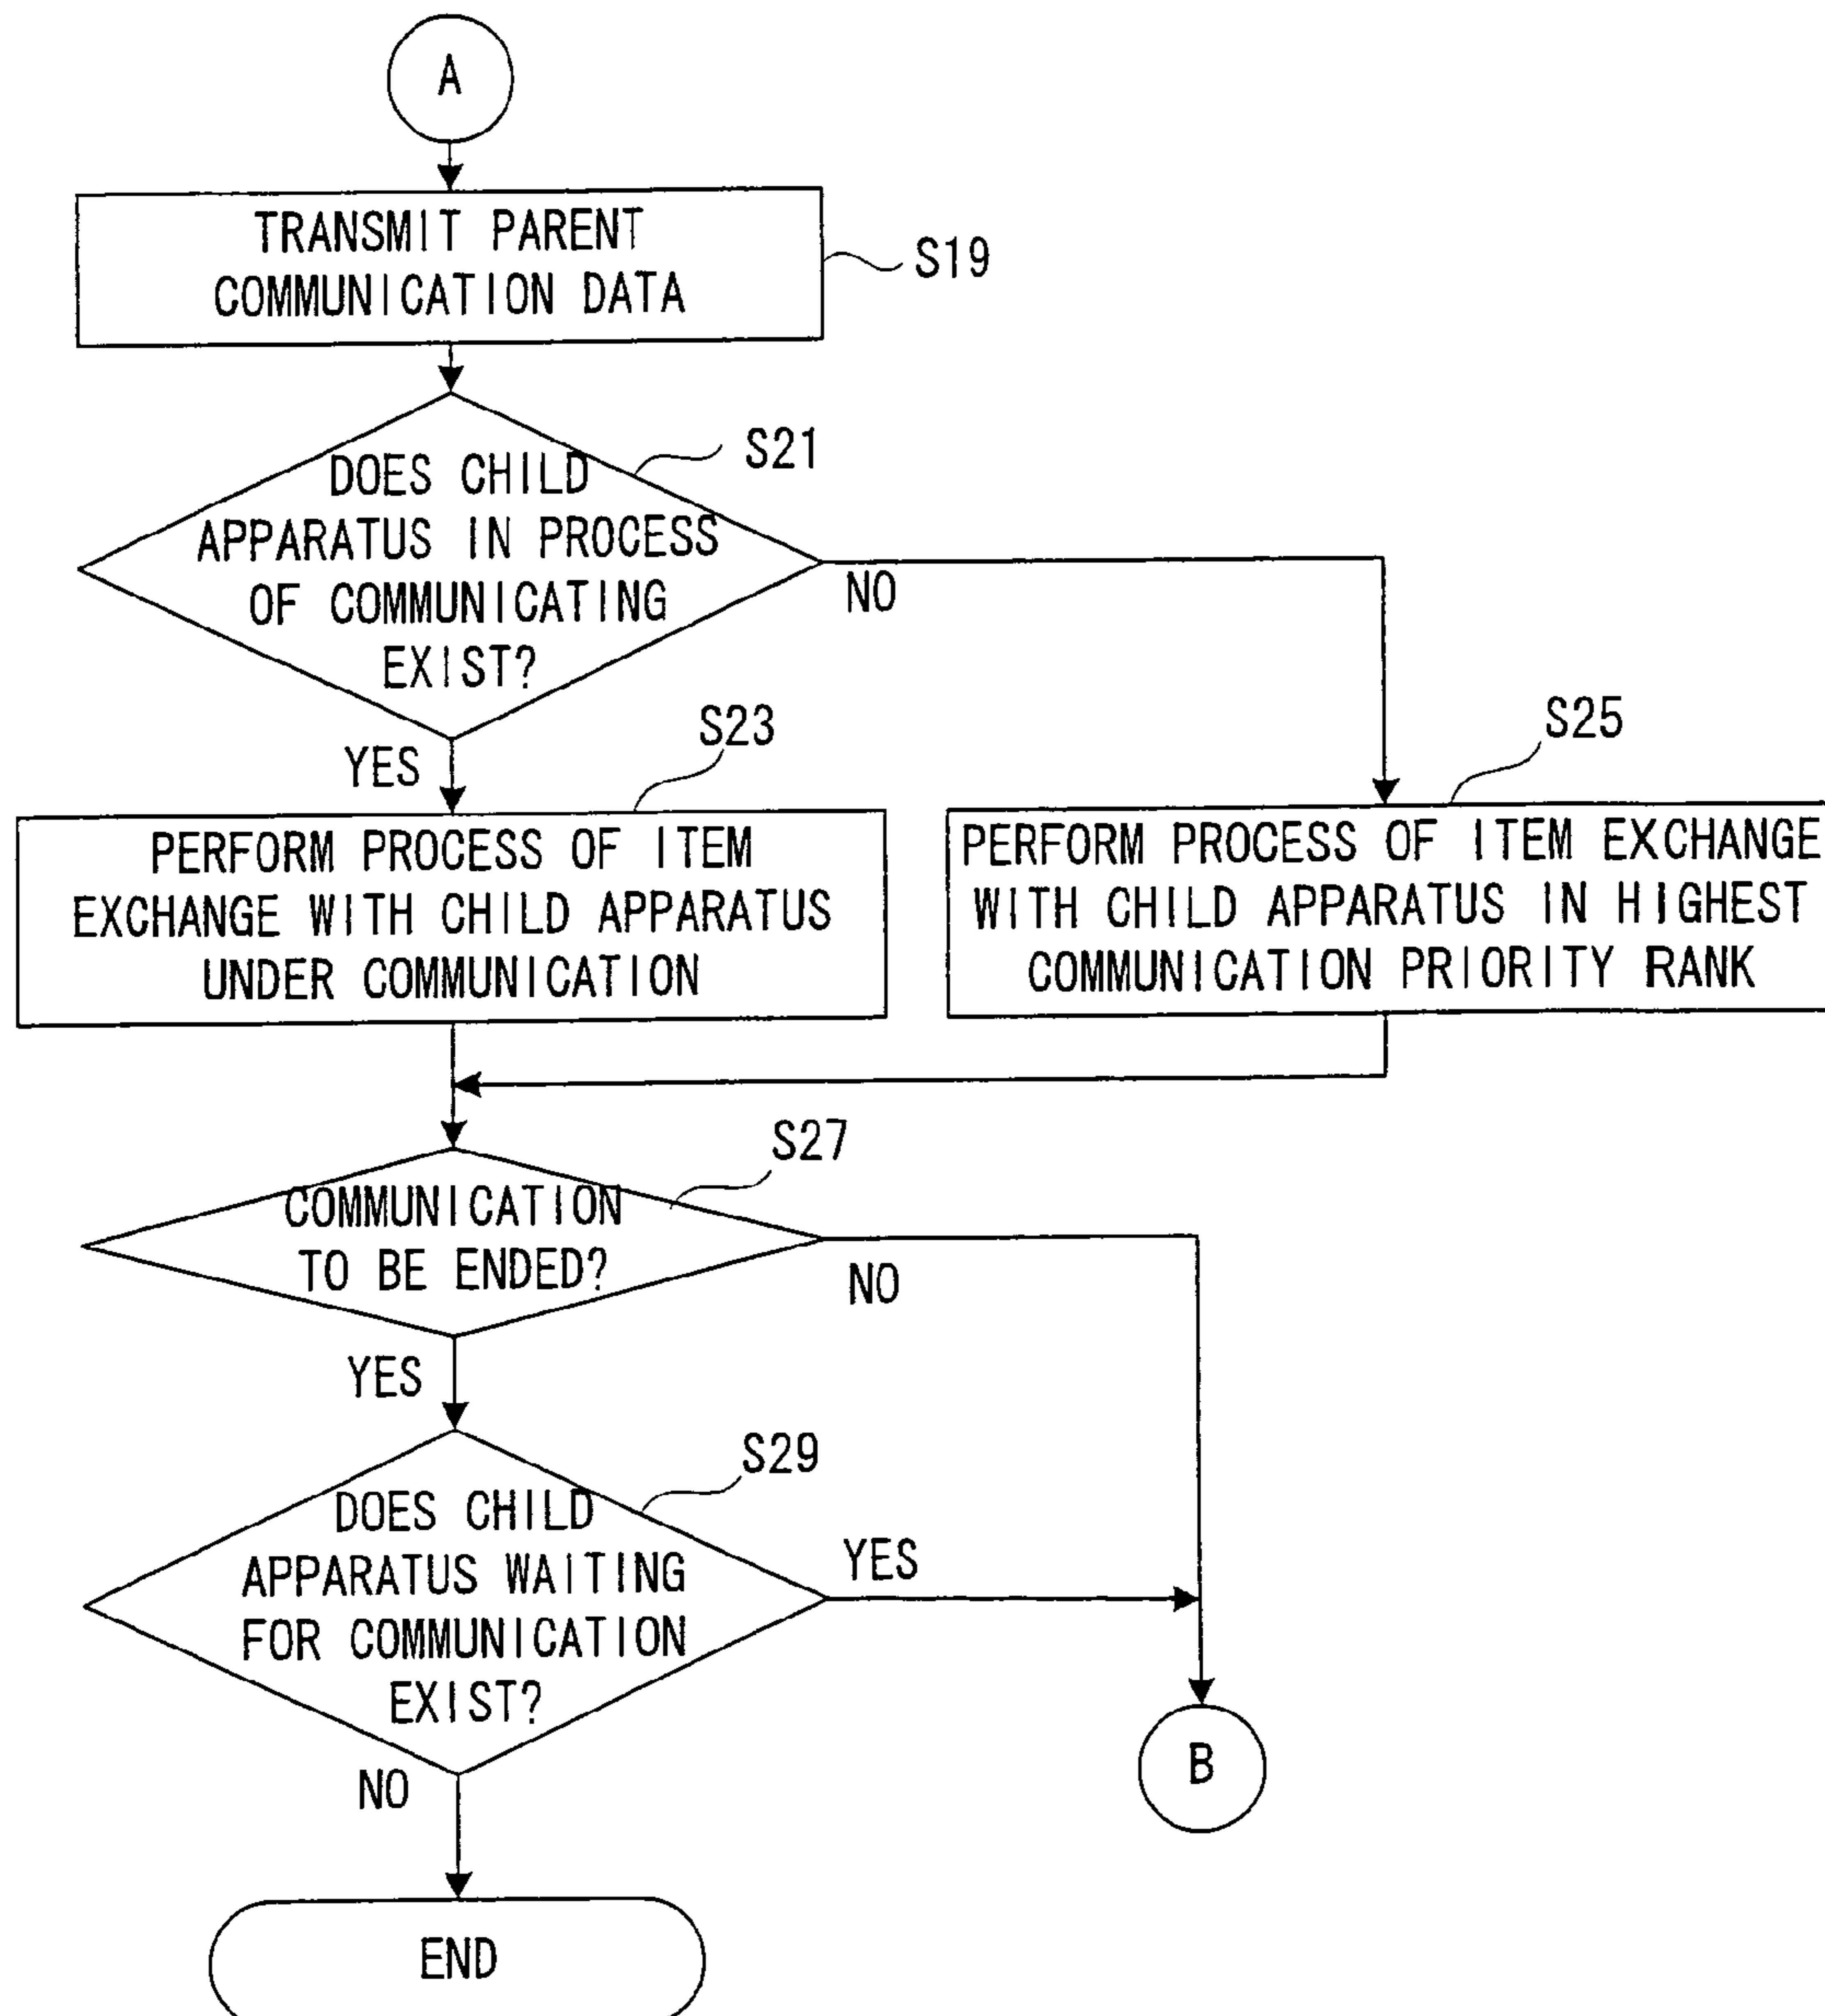 A
TRANSMIT PARENT
COMMUNICATION DATA
S19
S21
DOES CHILD
APPARATUS IN PROCESS
OF COMMUNICATING
EXIST?
NO
YES
S23
S25
PERFORM PROCESS OF ITEM
EXCHANGE WITH CHILD APPARATUS
UNDER COMMUNICATION
PERFORM PROCESS OF ITEM EXCHANGE
WITH CHILD APPARATUS IN HIGHEST
COMMUNICATION PRIORITY RANK
S27
COMMUNICATION
TO BE ENDED?
NO
YES
S29
DOES CHILD
APPARATUS WAITING
FOR COMMUNICATION
EXIST?
YES
NO
B
END